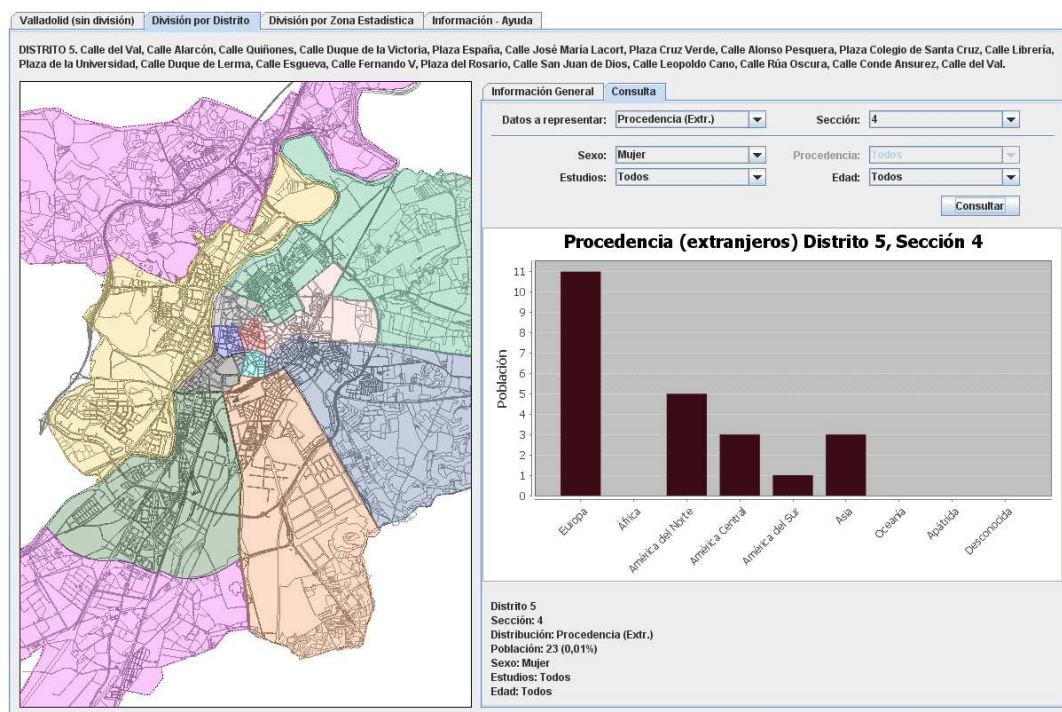 Valladolid (sin división) División por Distrito División por Zona Estadística Información - Ayuda
DISTRITO 5. Calle del Val, Calle Alarcón, Calle Quiñones, Calle Duque de la Victoria, Plaza España, Calle José María Lacort, Plaza Cruz Verde, Calle Alonso Pesquera, Plaza Colegio de Santa Cruz, Calle Librería,
Plaza de la Universidad, Calle Duque de Lerma, Calle Esgueva, Calle Fernando V, Plaza del Rosario, Calle San Juan de Dios, Calle Leopoldo Cano, Calle Rúa Oscura, Calle Conde Ansurez, Calle del Val.
Información General Consulta
Datos a representar: Procedencia (Extr.) Sección: 4
Sexo: Mujer Procedencia: Todos
Estudios: Todos Edad: Todos
Consultar
Procedencia (extranjeros) Distrito 5, Sección 4
Población
11
10
9
8
7
6
5
4
3
2
1
0
Europa África América del Norte América Central América del Sur Asia Oceanía Apátrida Desconocida
Distrito 5
Sección: 4
Distribución: Procedencia (Extr.)
Población: 23 (0,01%)
Sexo: Mujer
Estudios: Todos
Edad: Todos